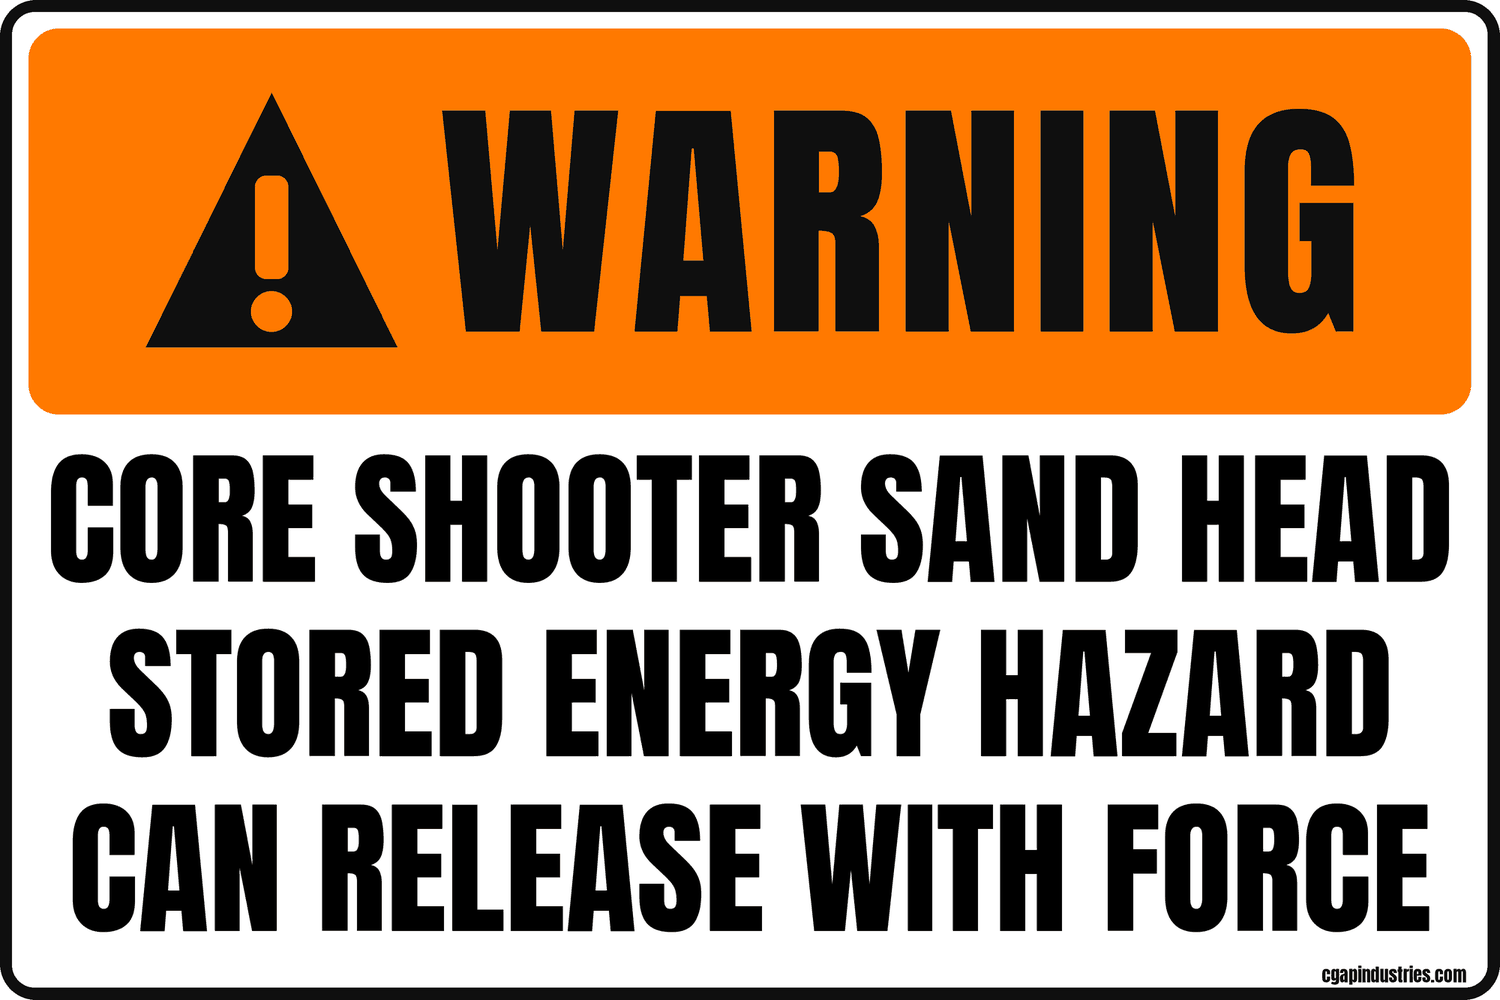 WARNING
CORE SHOOTER SAND HEAD
STORED ENERGY HAZARD
CAN RELEASE WITH FORCE
cgapindustries.com